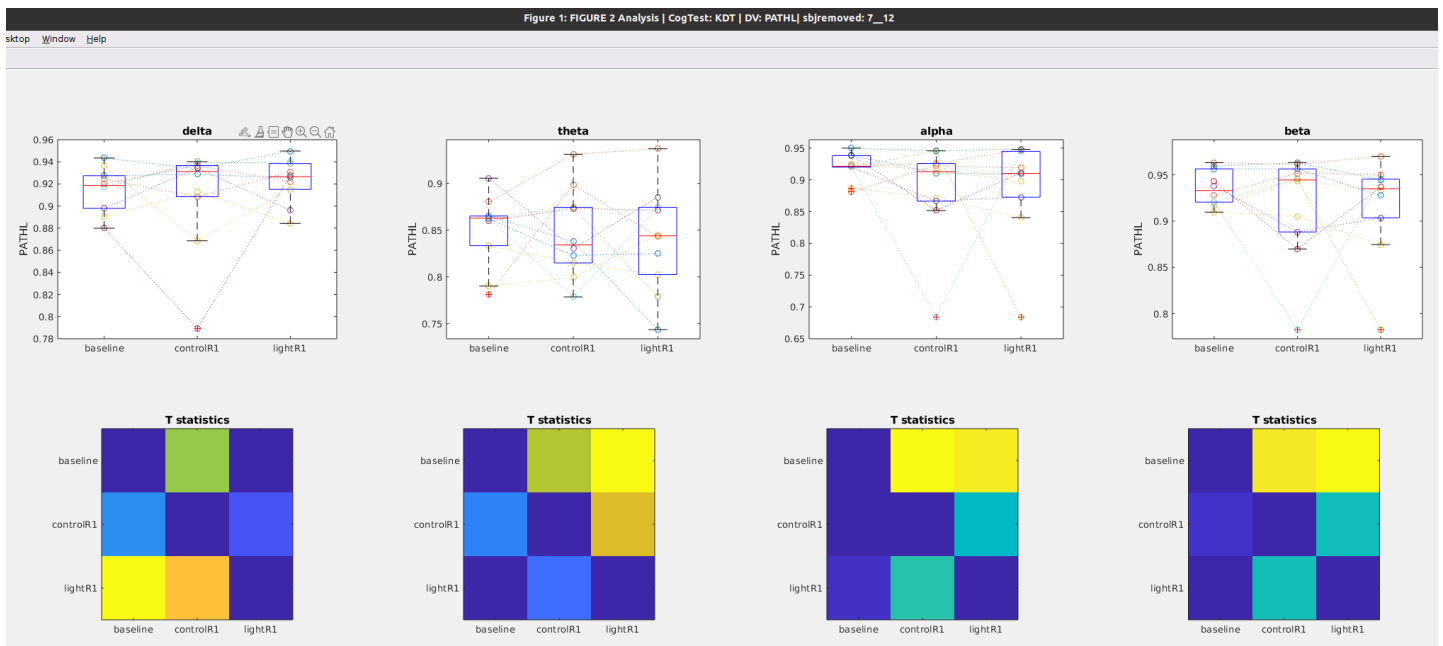 Figure 1: FIGURE 2 Analysis | CogTest: KDT | DV: PATHL| sbjremoved: 7__12
sktop Window Help
delta
0.96
0.94
0.92
0.9
0.88
0.86
0.84
0.82
0.8
0.78
PATHL
baseline controlR1 lightR1
theta
0.9
0.85
0.8
0.75
PATHL
baseline controlR1 lightR1
alpha
0.95
0.9
0.85
0.8
0.75
0.7
0.65
PATHL
baseline controlR1 lightR1
beta
0.95
0.9
0.85
0.8
PATHL
baseline controlR1 lightR1
T statistics
baseline
controlR1
lightR1
baseline controlR1 lightR1
T statistics
baseline
controlR1
lightR1
baseline controlR1 lightR1
T statistics
baseline
controlR1
lightR1
baseline controlR1 lightR1
T statistics
baseline
controlR1
lightR1
baseline controlR1 lightR1